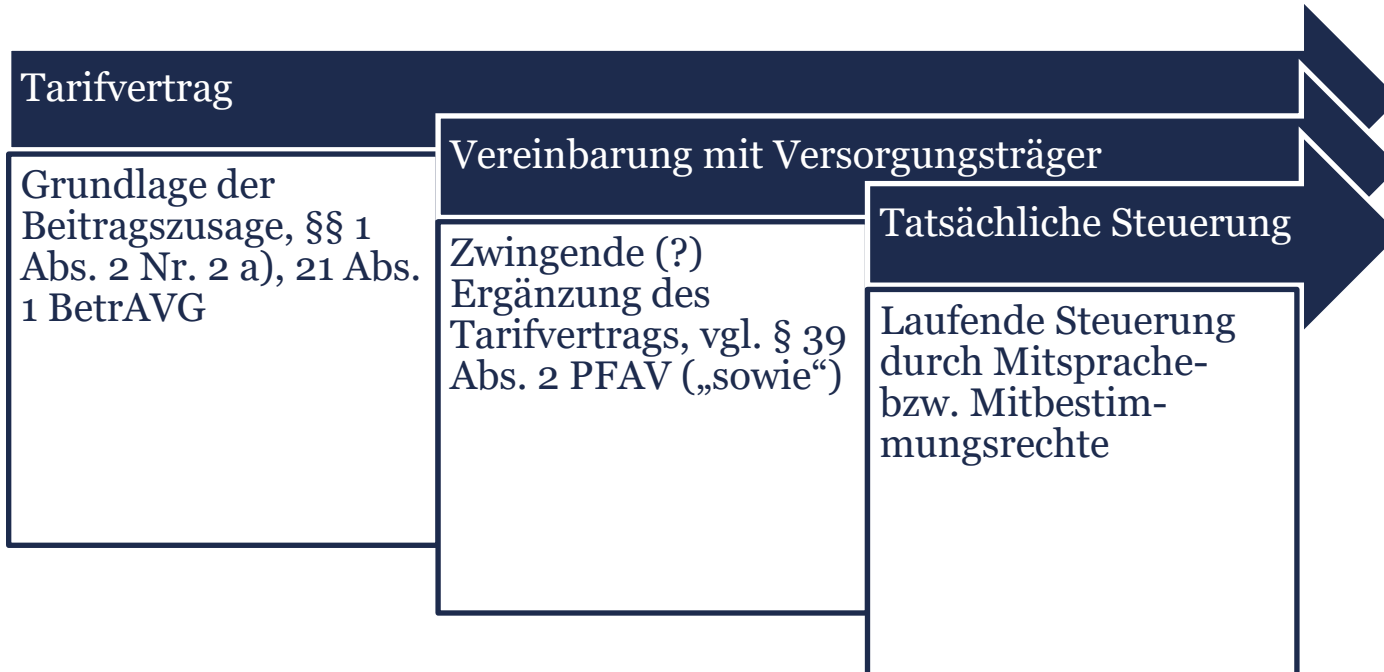 Tarifvertrag
Grundlage der
Beitragszusage, §§ 1
Abs. 2 Nr. 2 a), 21 Abs.
1 BetrAVG
Vereinbarung mit Versorgungsträger
Zwingende (?)
Ergänzung des
Tarifvertrags, vgl. § 39
Abs. 2 PFAV („sowie“)
Tatsächliche Steuerung
Laufende Steuerung
durch Mitsprache-
bzw. Mitbestim-
mungsrechte